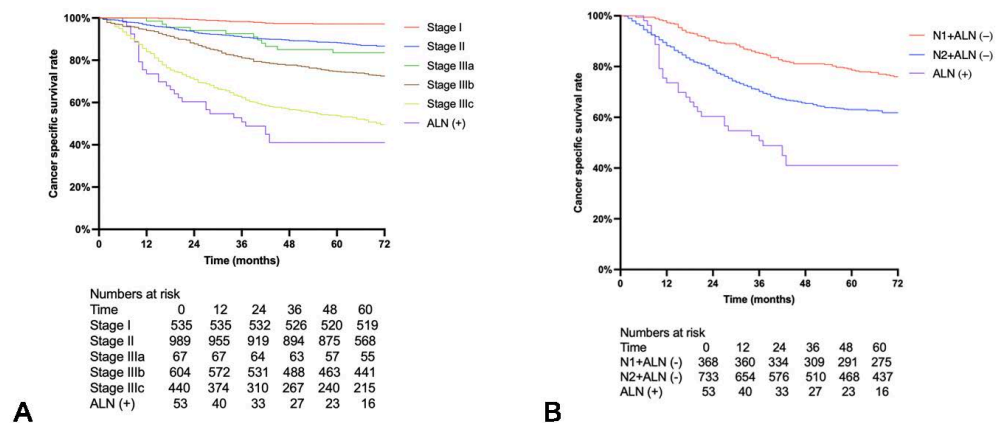 100%
80%
60%
40%
20%
0%
Cancer specific survival rate
0 12 24 36 48 60 72
Time (months)
Stage I
Stage II
Stage IIIa
Stage IIIb
Stage IIIc
ALN (+)
Numbers at risk
Time 0 12 24 36 48 60
Stage I 535 535 532 526 520 519
Stage II 989 955 919 894 875 568
Stage IIIa 67 67 64 63 57 55
Stage IIIb 604 572 531 488 463 441
Stage IIIc 440 374 310 267 240 215
ALN (+) 53 40 33 27 23 16
A
100%
80%
60%
40%
20%
0%
Cancer specific survival rate
0 12 24 36 48 60 72
Time (months)
N1+ALN (–)
N2+ALN (–)
ALN (+)
Numbers at risk
Time 0 12 24 36 48 60
N1+ALN (-) 368 360 334 309 291 275
N2+ALN (-) 733 654 576 510 468 437
ALN (+) 53 40 33 27 23 16
B